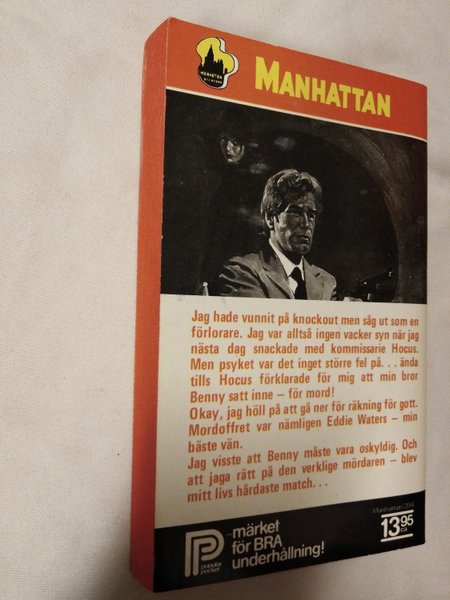 MANHATTAN
Jag hade vunnit på knockout men såg ut som en
förlorare. Jag var alltså ingen vacker syn när jag
nästa dag snackade med kommissarie Hocus.
Men psyket var det inget större fel på. . . ända
tills Hocus förklarade för mig att min bror
Benny satt inne – för mord!
Okay, jag höll på att gå ner för räkning för gott.
Mordoffret var nämligen Eddie Waters – min
bäste vän.
Jag visste att Benny måste vara oskyldig. Och
att jaga rätt på den verklige mördaren – blev
mitt livs hårdaste match. . .
Manhattan
13 95
ca
P
popular
pocket
-märket
för BRA
underhållning!